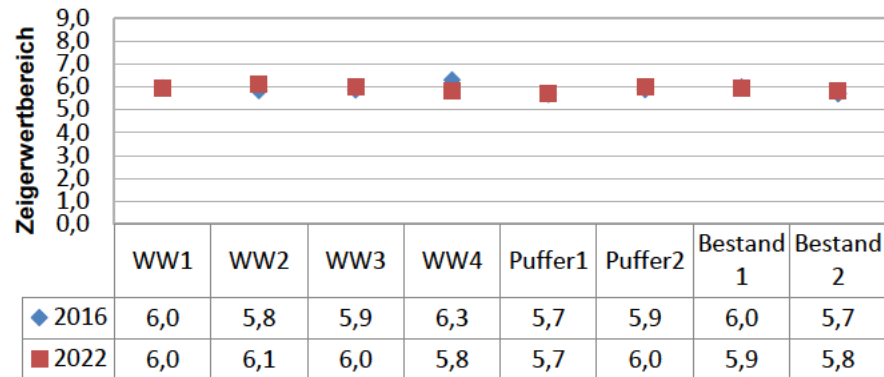 Zeigerwertbereich
9,0
8,0
7,0
6,0
5,0
4,0
3,0
2,0
1,0
0,0
WW1 WW2 WW3 WW4 Puffer1 Puffer2 Bestand 1 Bestand 2
2016 6,0 5,8 5,9 6,3 5,7 5,9 6,0 5,7
2022 6,0 6,1 6,0 5,8 5,7 6,0 5,9 5,8